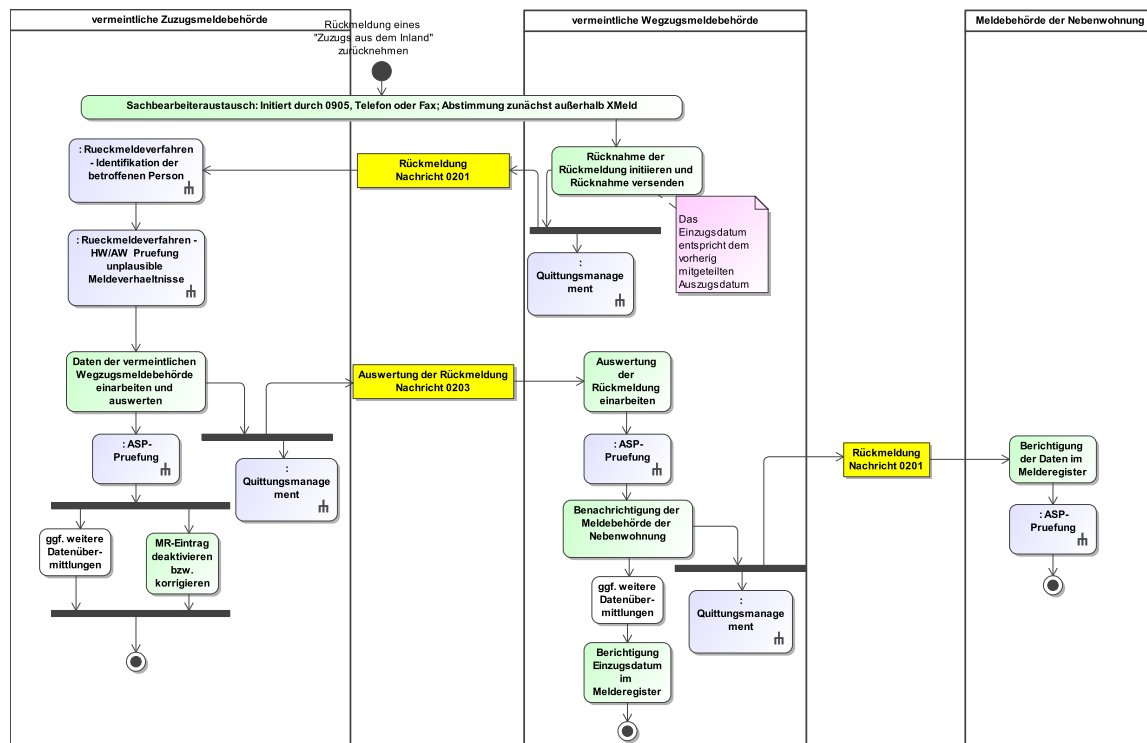 vermeintliche Zuzugsmeldebehörde
vermeintliche Wegzugsmeldebehörde
Meldebehörde der Nebenwohnung
Rückmeldung eines
"Zuzugs aus dem Inland"
zurücknehmen
Sachbearbeiteraustausch: Initiert durch 0905, Telefon oder Fax; Abstimmung zunächst außerhalb XMeld
: Rueckmeldeverfahren
- Identifikation der
betroffenen Person
Rückmeldung
Nachricht 0201
Rücknahme der
Rückmeldung initiieren und
Rücknahme versenden
Das
Einzugsdatum
entspricht dem
vorherig
mitgeteilten
Auszugsdatum
: Rueckmeldeverfahren -
HW/AW Pruefung
unplausible
Meldeverhaeltnisse
:
Quittungsmanage
ment
Daten der vermeintlichen
Wegzugsmeldebehörde
einarbeiten und
auswerten
Auswertung der Rückmeldung
Nachricht 0203
Auswertung
der
Rückmeldung
einarbeiten
: ASP-
Pruefung
:
Quittungsmanage
ment
: ASP-
Pruefung
Rückmeldung
Nachricht 0201
Berichtigung
der Daten im
Melderegister
: ASP-
Pruefung
ggf. weitere
Datenüber-
mittlungen
MR-Eintrag
deaktivieren
bzw.
korrigieren
Benachrichtigung der
Meldebehörde der
Nebenwohnung
ggf. weitere
Datenüber-
mittlungen
:
Quittungsmanage
ment
Berichtigung
Einzugsdatum
im
Melderegister